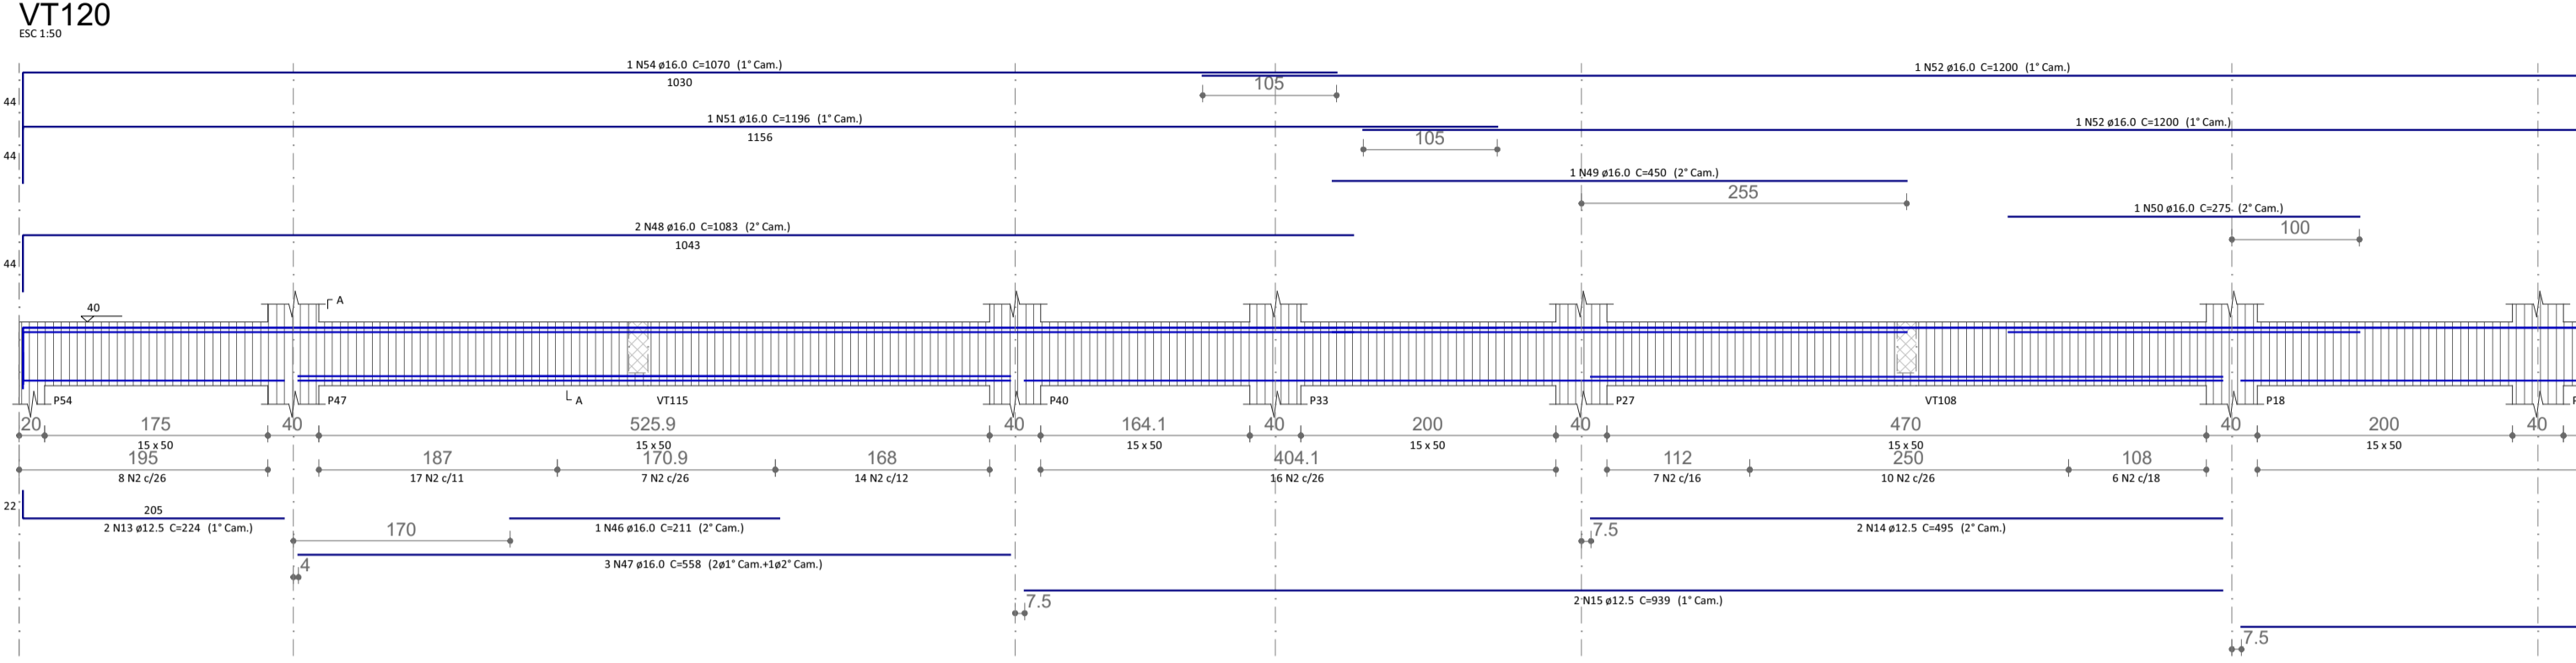 VT120
ESC 1:50
1 N54 ø16.0 C=1070 (1° Cam.)
1030
1 N52 ø16.0 C=1200 (1° Cam.)
105
44
1 N51 ø16.0 C=1196 (1° Cam.)
1156
1 N52 ø16.0 C=1200 (1° Cam.)
105
44
1 N49 ø16.0 C=450 (2° Cam.)
255
1 N50 ø16.0 C=275 (2° Cam.)
100
2 N48 ø16.0 C=1083 (2° Cam.)
1043
44
40
A
A
P54 P47 VT115 P40 P33 P27 VT108 P18
20 175 40 525.9 40 164.1 40 200 40 470 40 200 40
15 x 50 15 x 50 15 x 50 15 x 50 15 x 50 15 x 50
195 187 170.9 168 404.1 112 250 108
8 N2 c/26 17 N2 c/11 7 N2 c/26 14 N2 c/12 16 N2 c/26 7 N2 c/16 10 N2 c/26 6 N2 c/18
22
205
2 N13 ø12.5 C=224 (1° Cam.)
170
1 N46 ø16.0 C=211 (2° Cam.)
7.5
2 N14 ø12.5 C=495 (2° Cam.)
4
3 N47 ø16.0 C=558 (2ø1° Cam.+1ø2° Cam.)
7.5
2 N15 ø12.5 C=939 (1° Cam.)
7.5